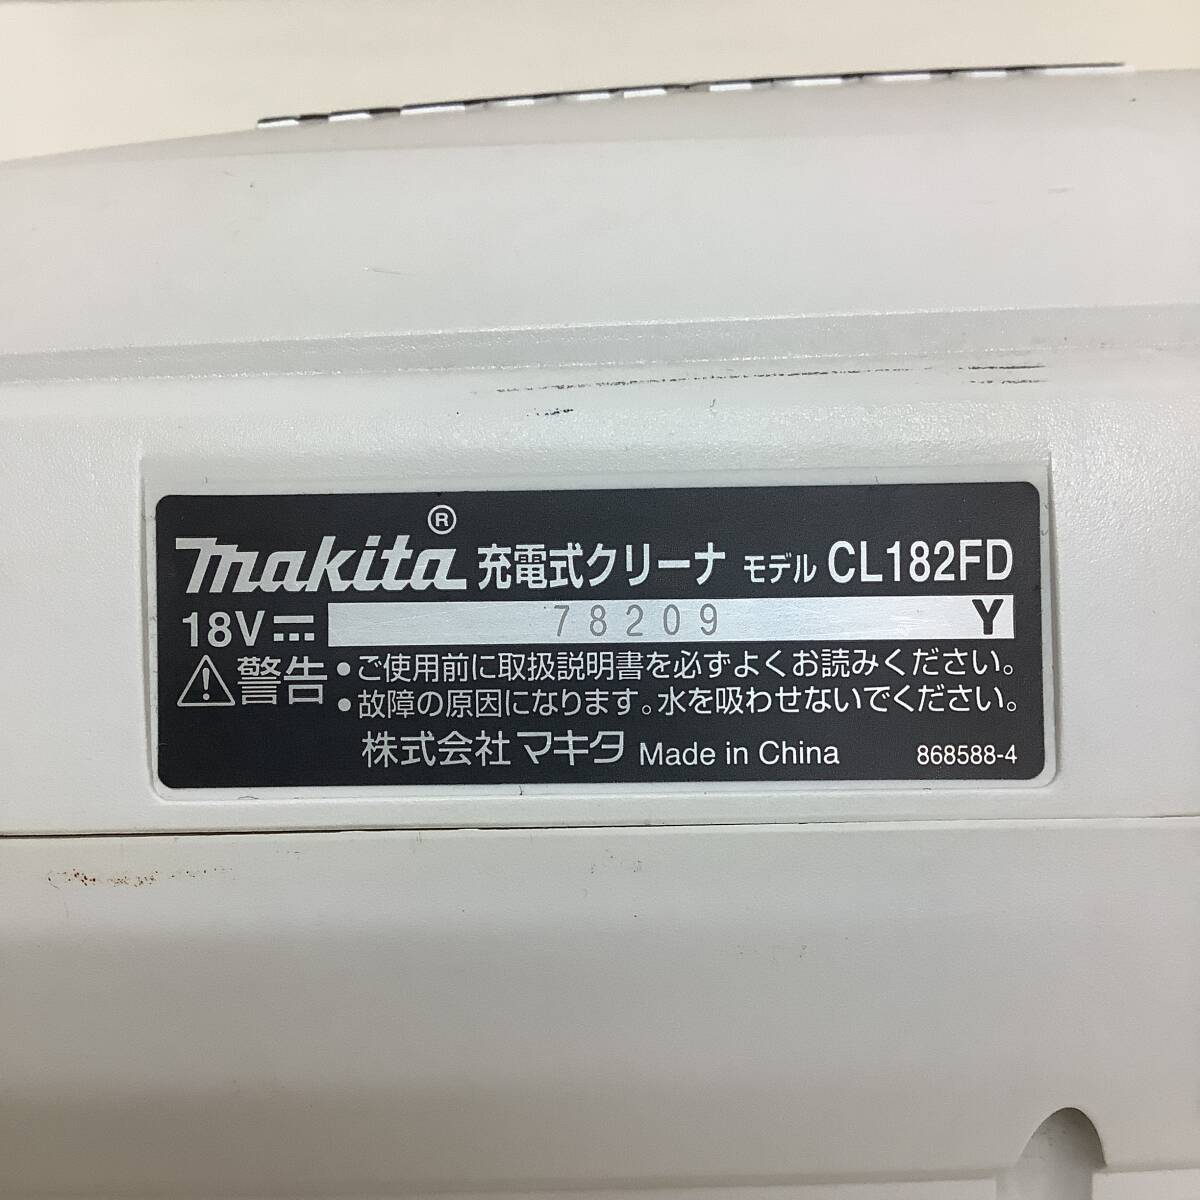 makita® 充電式クリーナ モデル CL182FD
18V 78209 Y
⚠警告 •ご使用前に取扱説明書を必ずよくお読みください。
•故障の原因になります。水を吸わせないでください。
株式会社マキタ Made in China 868588-4